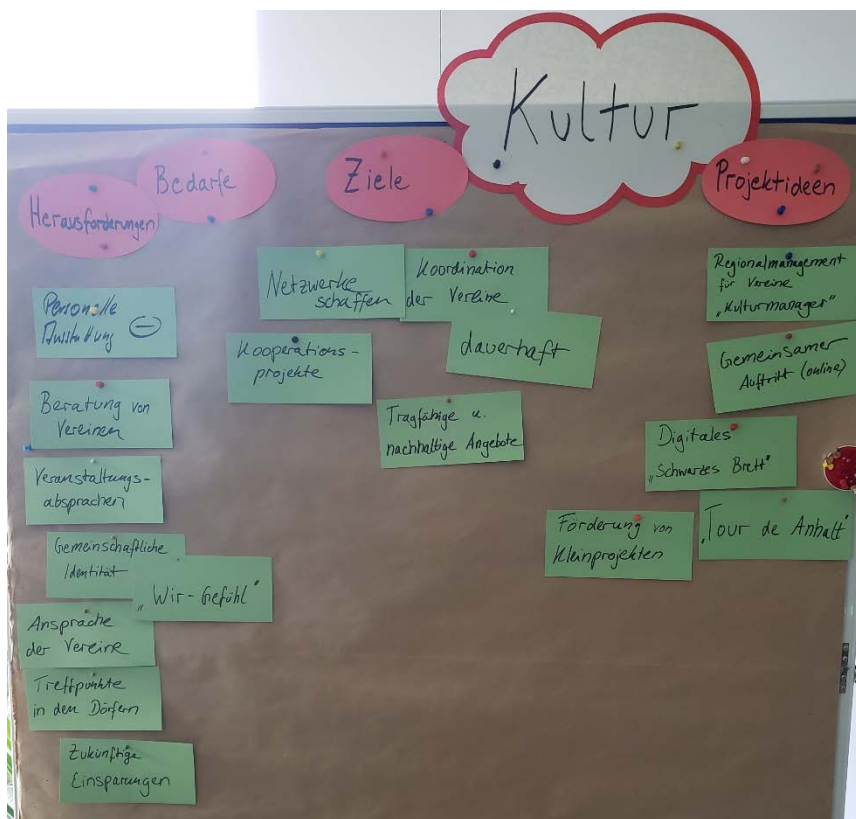 Kultur
Herausforderungen
Bedarfe
Ziele
Projektideen
Personelle
Ausstattung
Beratung von
Vereinen
Veranstaltungs-
absprachen
Gemeinschaftliche
Identität
„Wir-Gefühl"
Ansprache
der Vereine
Treffpunkte
in den Dörfern
Zukünftige
Einsparungen
Netzwerke
schaffen
Kooperations-
projekte
Koordination
der Vereine
dauerhaft
Tragfähige u.
nachhaltige Angebote
Regionalmanagement
für Vereine
„Kulturmanager"
Gemeinsamer
Auftritt (online)
Digitales
„Schwarzes Brett"
Förderung von
Kleinprojekten
„Tour de Anhalt"